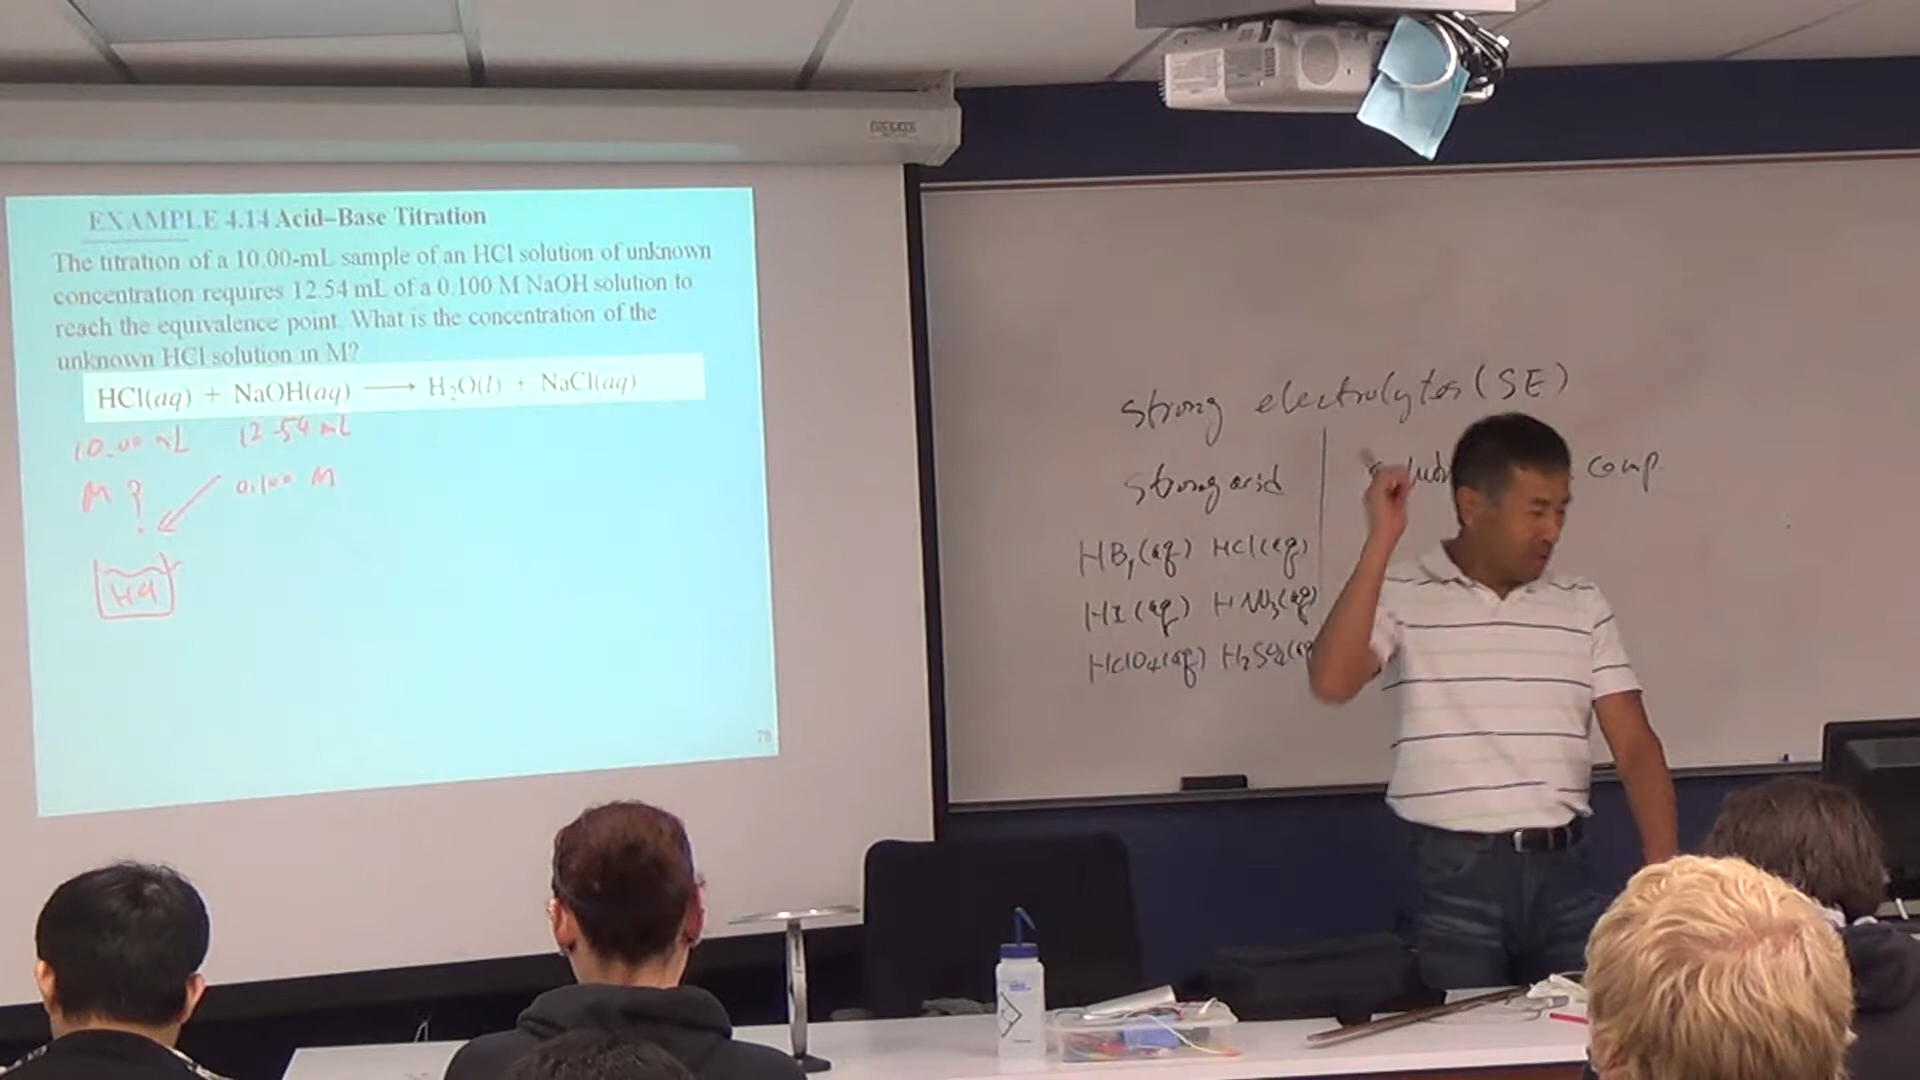 EXAMPLE 4.14 Acid–Base Titration
The titration of a 10.00-mL sample of an HCl solution of unknown
concentration requires 12.54 mL of a 0.100 M NaOH solution to
reach the equivalence point. What is the concentration of the
unknown HCl solution in M?
HCl(aq) + NaOH(aq) ⟶ H₂O(l) + NaCl(aq)
10.00 mL 12.54 mL
M ? 0.100 M
HCl
78
strong electrolytes (SE)
strong acid comp.
HBr(aq) HCl(aq)
HI(aq) HNO₃(aq)
HClO₄(aq) H₂SO₄(aq